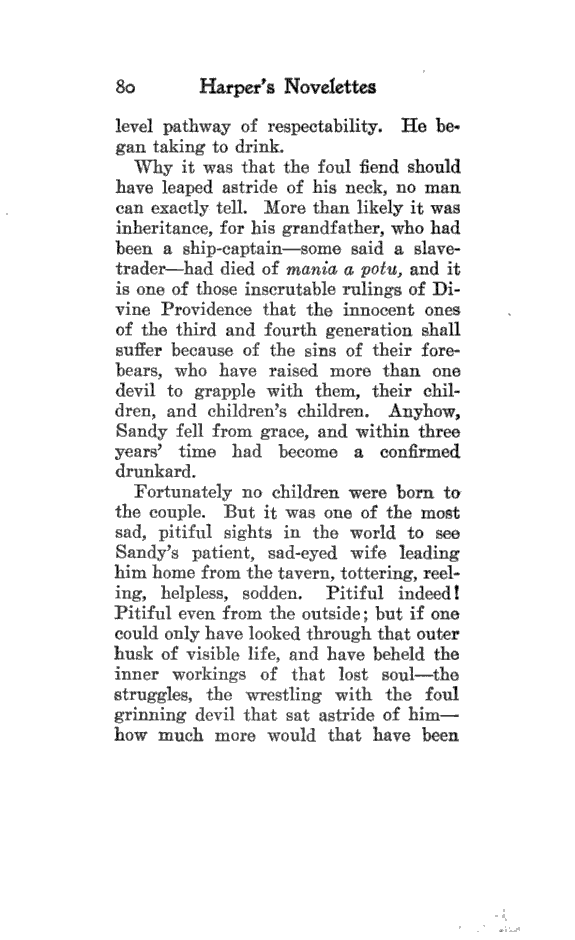 80 Harper's Novelettes
level pathway of respectability. He be-
gan taking to drink.
Why it was that the foul fiend should
have leaped astride of his neck, no man
can exactly tell. More than likely it was
inheritance, for his grandfather, who had
been a ship-captain—some said a slave-
trader—had died of mania a potu, and it
is one of those inscrutable rulings of Di-
vine Providence that the innocent ones
of the third and fourth generation shall
suffer because of the sins of their fore-
bears, who have raised more than one
devil to grapple with them, their chil-
dren, and children's children. Anyhow,
Sandy fell from grace, and within three
years' time had become a confirmed
drunkard.
Fortunately no children were born to
the couple. But it was one of the most
sad, pitiful sights in the world to see
Sandy's patient, sad-eyed wife leading
him home from the tavern, tottering, reel-
ing, helpless, sodden. Pitiful indeed!
Pitiful even from the outside; but if one
could only have looked through that outer
husk of visible life, and have beheld the
inner workings of that lost soul—the
struggles, the wrestling with the foul
grinning devil that sat astride of him—
how much more would that have been